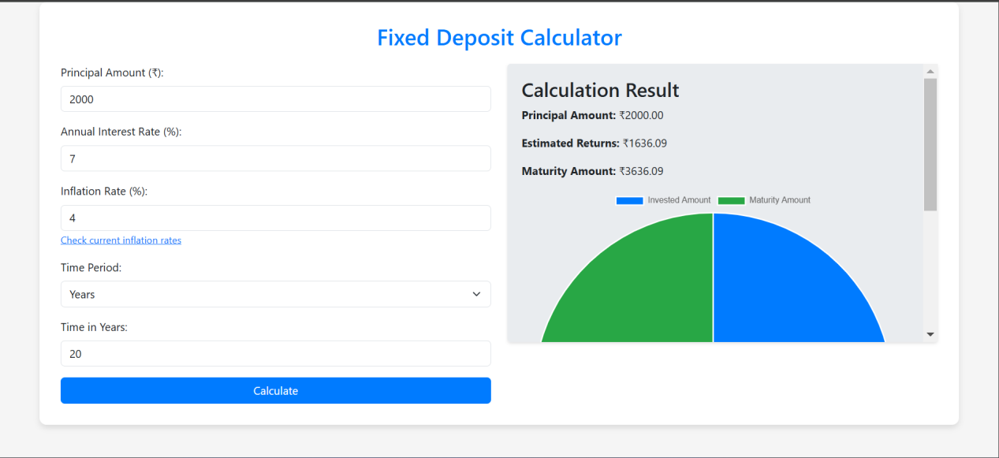 Fixed Deposit Calculator
Principal Amount (₹):
2000
Annual Interest Rate (%):
7
Inflation Rate (%):
4
Check current inflation rates
Time Period:
Years
Time in Years:
20
Calculate
Calculation Result
Principal Amount: ₹2000.00
Estimated Returns: ₹1636.09
Maturity Amount: ₹3636.09
Invested Amount Maturity Amount